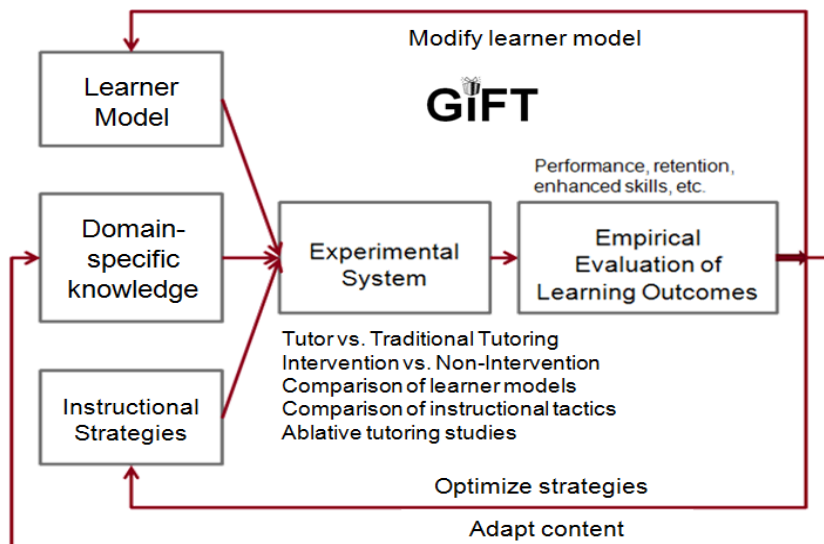 Modify learner model
Learner
Model
GiFT
Performance, retention,
enhanced skills, etc.
Domain-
specific
knowledge
Experimental
System
Empirical
Evaluation of
Learning Outcomes
Tutor vs. Traditional Tutoring
Intervention vs. Non-Intervention
Comparison of learner models
Comparison of instructional tactics
Ablative tutoring studies
Instructional
Strategies
Optimize strategies
Adapt content